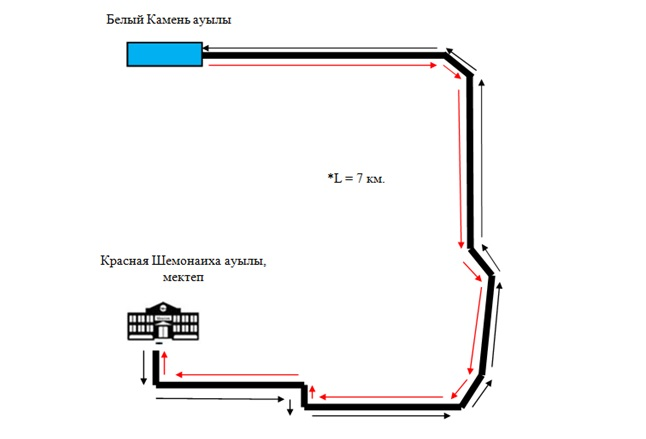 Белый Камень ауылы
*L = 7 км.
Красная Шемонаиха ауылы,
мектеп